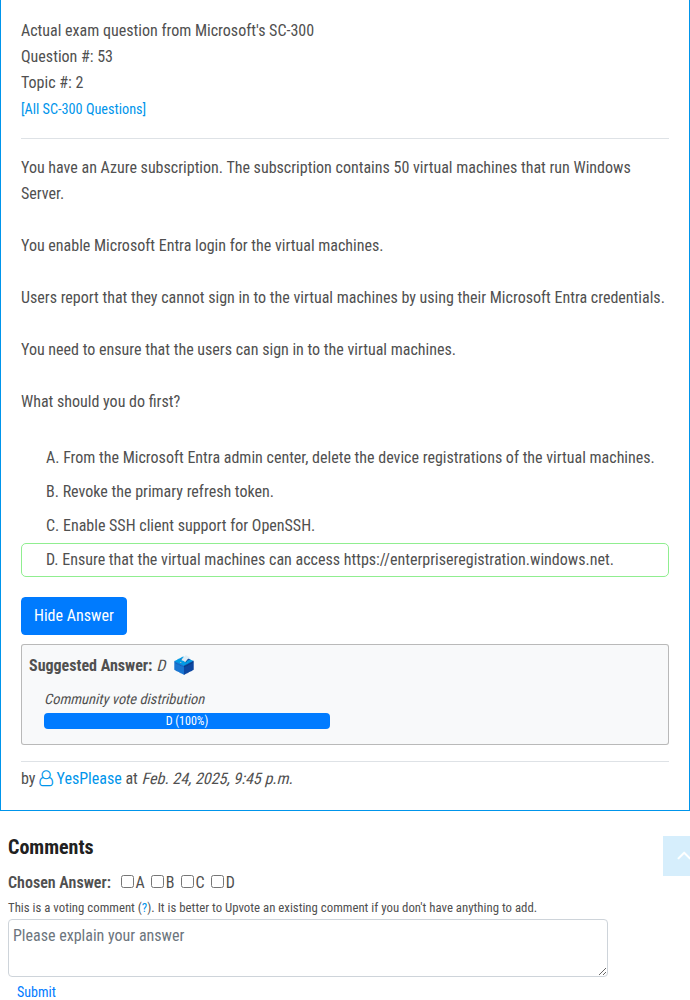 Actual exam question from Microsoft's SC-300
Question #: 53
Topic #: 2
[All SC-300 Questions]
You have an Azure subscription. The subscription contains 50 virtual machines that run Windows
Server.
You enable Microsoft Entra login for the virtual machines.
Users report that they cannot sign in to the virtual machines by using their Microsoft Entra credentials.
You need to ensure that the users can sign in to the virtual machines.
What should you do first?
A. From the Microsoft Entra admin center, delete the device registrations of the virtual machines.
B. Revoke the primary refresh token.
C. Enable SSH client support for OpenSSH.
D. Ensure that the virtual machines can access https://enterpriseregistration.windows.net.
Hide Answer
Suggested Answer: D
Community vote distribution
D (100%)
by YesPlease at Feb. 24, 2025, 9:45 p.m.
Comments
Chosen Answer: A B C D
This is a voting comment (?). It is better to Upvote an existing comment if you don't have anything to add.
Please explain your answer
Submit